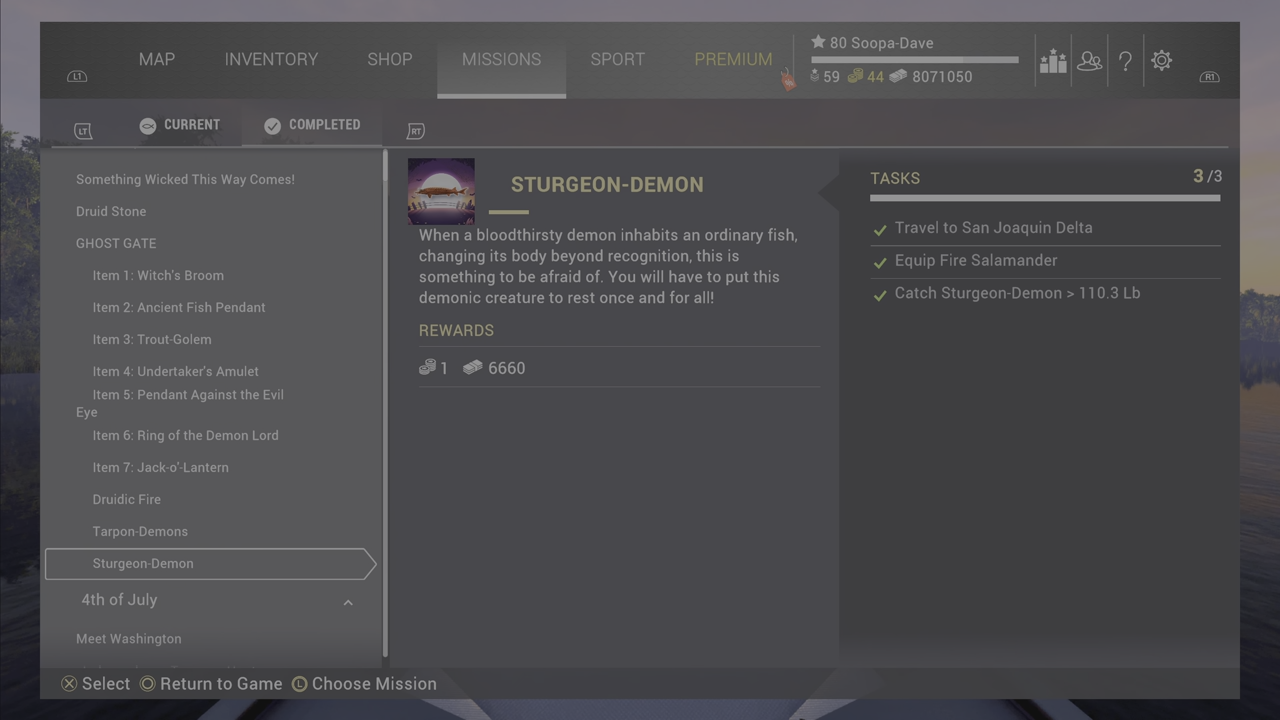 MAP
INVENTORY
SHOP
MISSIONS
SPORT
PREMIUM
80 Soopa-Dave
59
44
8071050
?
L1
R1
LT
CURRENT
COMPLETED
RT
Something Wicked This Way Comes!
Druid Stone
GHOST GATE
Item 1: Witch's Broom
Item 2: Ancient Fish Pendant
Item 3: Trout-Golem
Item 4: Undertaker's Amulet
Item 5: Pendant Against the Evil
Eye
Item 6: Ring of the Demon Lord
Item 7: Jack-o'-Lantern
Druidic Fire
Tarpon-Demons
Sturgeon-Demon
4th of July
Meet Washington
STURGEON-DEMON
When a bloodthirsty demon inhabits an ordinary fish,
changing its body beyond recognition, this is
something to be afraid of. You will have to put this
demonic creature to rest once and for all!
REWARDS
1
6660
TASKS
3 /3
Travel to San Joaquin Delta
Equip Fire Salamander
Catch Sturgeon-Demon > 110.3 Lb
Select
Return to Game
L Choose Mission